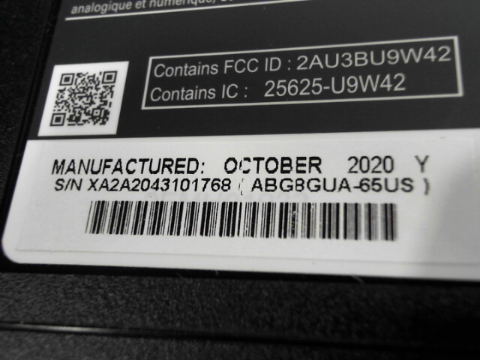 analogique et numérique,
Contains FCC ID : 2AU3BU9W42
Contains IC : 25625-U9W42
MANUFACTURED: OCTOBER 2020 Y
S/N XA2A2043101768 ( ABG8GUA-65US )